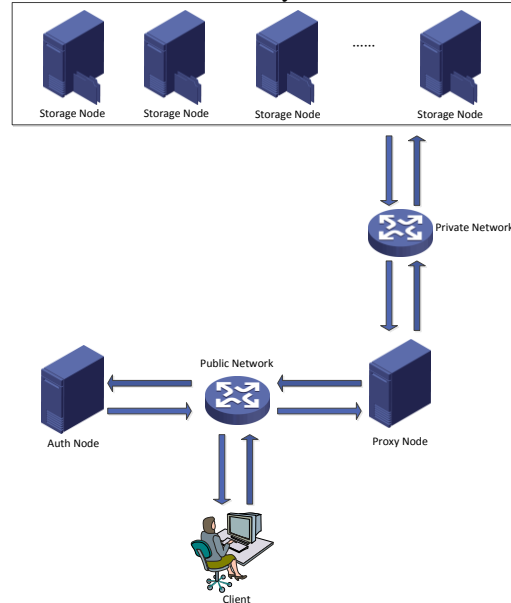 Storage Node Storage Node Storage Node ...... Storage Node
Private Network
Public Network
Auth Node
Proxy Node
Client